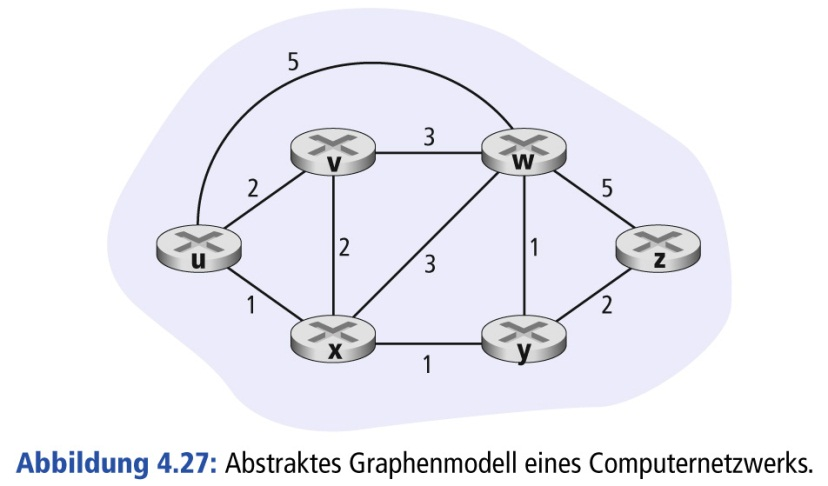 5
v
3
w
2
5
u
2
1
z
3
1
2
x
y
1
Abbildung 4.27: Abstraktes Graphenmodell eines Computernetzwerks.